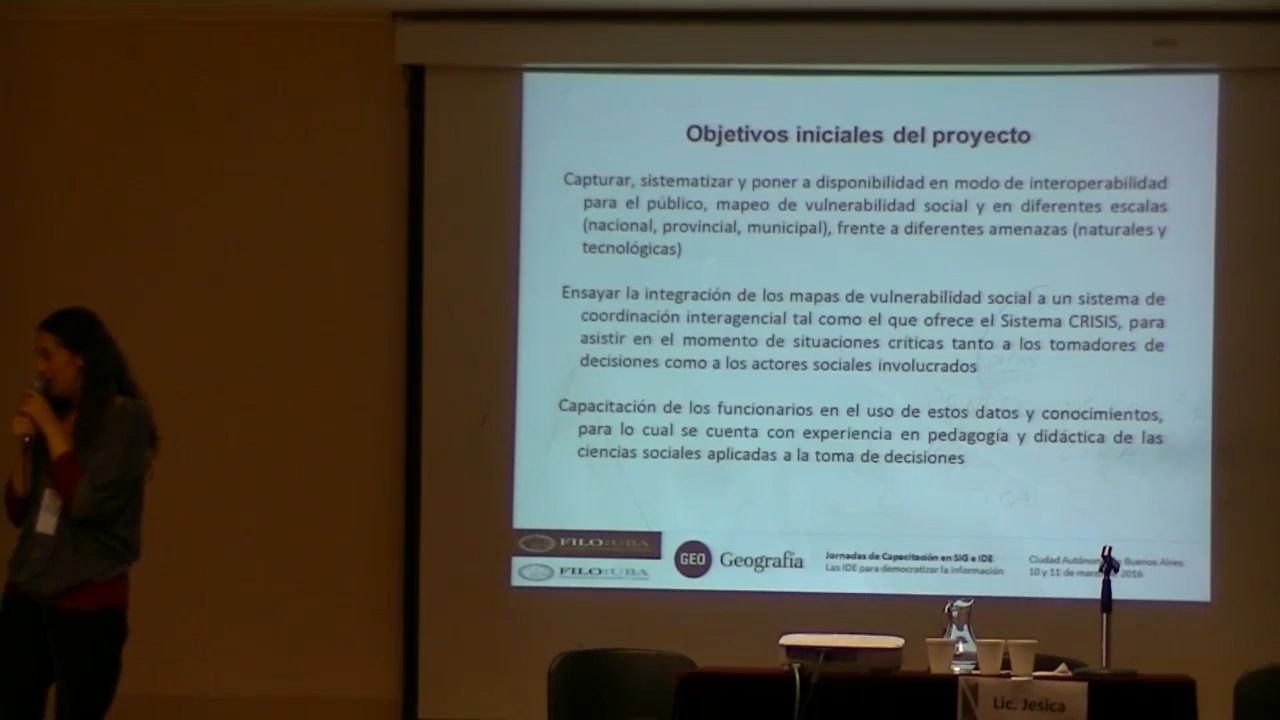 Objetivos iniciales del proyecto
Capturar, sistematizar y poner a disponibilidad en modo de interoperabilidad
para el público, mapeo de vulnerabilidad social y en diferentes escalas
(nacional, provincial, municipal), frente a diferentes amenazas (naturales y
tecnológicas)
Ensayar la integración de los mapas de vulnerabilidad social a un sistema de
coordinación interagencial tal como el que ofrece el Sistema CRISIS, para
asistir en el momento de situaciones críticas tanto a los tomadores de
decisiones como a los actores sociales involucrados
Capacitación de los funcionarios en el uso de estos datos y conocimientos,
para lo cual se cuenta con experiencia en pedagogía y didáctica de las
ciencias sociales aplicadas a la toma de decisiones
FILO:UBA
FILO:UBA
GEO Geografía
Jornadas de Capacitación en SIG e IDE
Las IDE para democratizar la información
Ciudad Autónoma Buenos Aires.
10 y 11 de 2016
Lic. Jesica